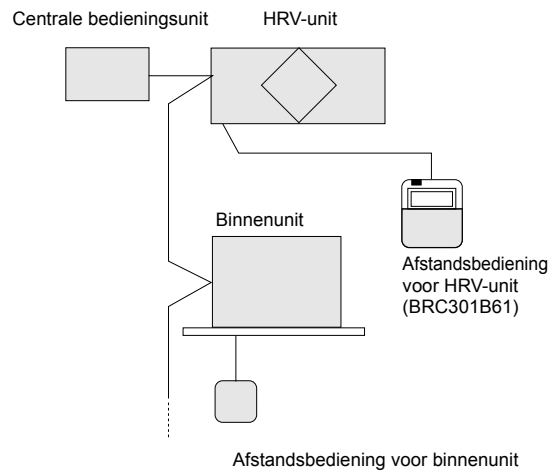 Centrale bedieningsunit
HRV-unit
Binnenunit
Afstandsbediening
voor HRV-unit
(BRC301B61)
Afstandsbediening voor binnenunit